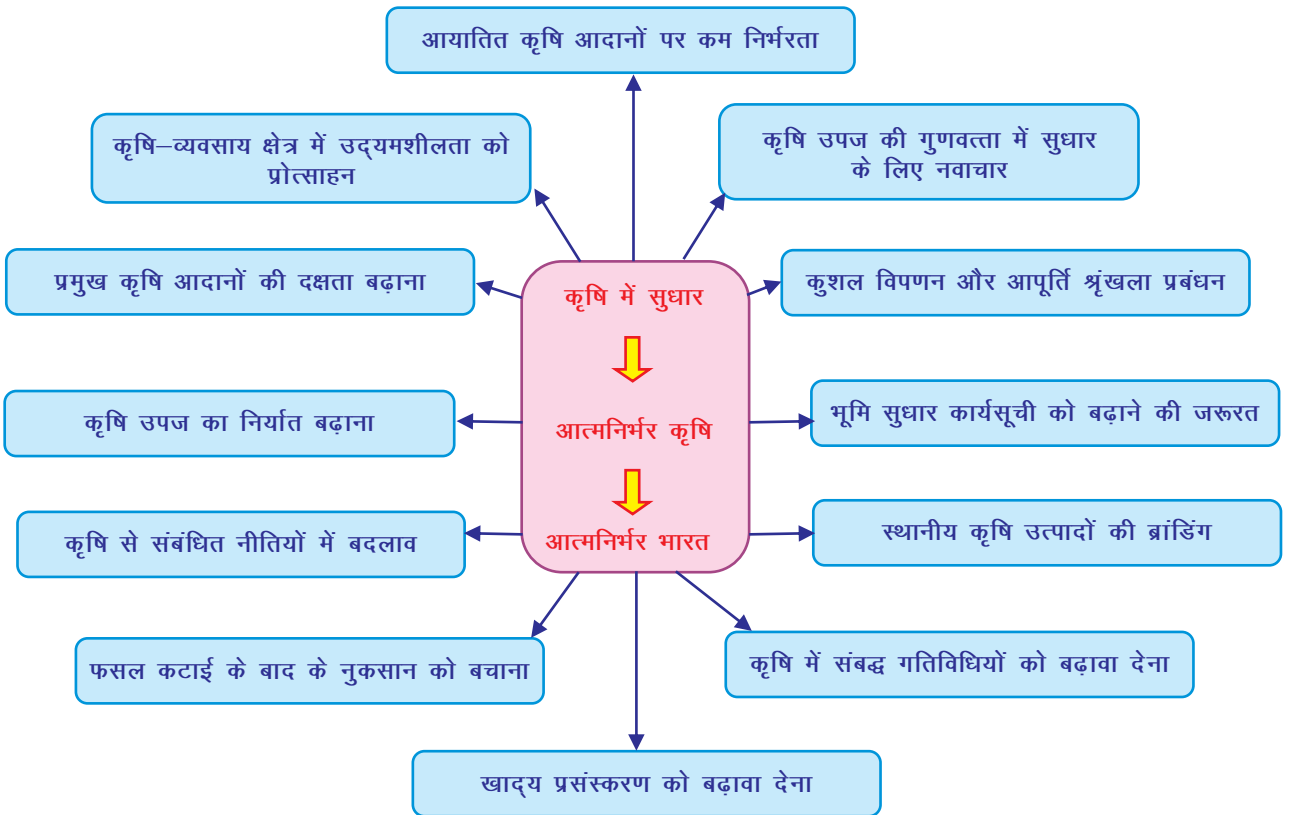 आयातित कृषि आदानों पर कम निर्भरता
कृषि–व्यवसाय क्षेत्र में उद्यमशीलता को
प्रोत्साहन
कृषि उपज की गुणवत्ता में सुधार
के लिए नवाचार
प्रमुख कृषि आदानों की दक्षता बढ़ाना
कृषि में सुधार
कुशल विपणन और आपूर्ति श्रृंखला प्रबंधन
कृषि उपज का निर्यात बढ़ाना
आत्मनिर्भर कृषि
भूमि सुधार कार्यसूची को बढ़ाने की जरूरत
कृषि से संबंधित नीतियों में बदलाव
आत्मनिर्भर भारत
स्थानीय कृषि उत्पादों की ब्रांडिंग
फसल कटाई के बाद के नुकसान को बचाना
कृषि में संबद्ध गतिविधियों को बढ़ावा देना
खाद्य प्रसंस्करण को बढ़ावा देना